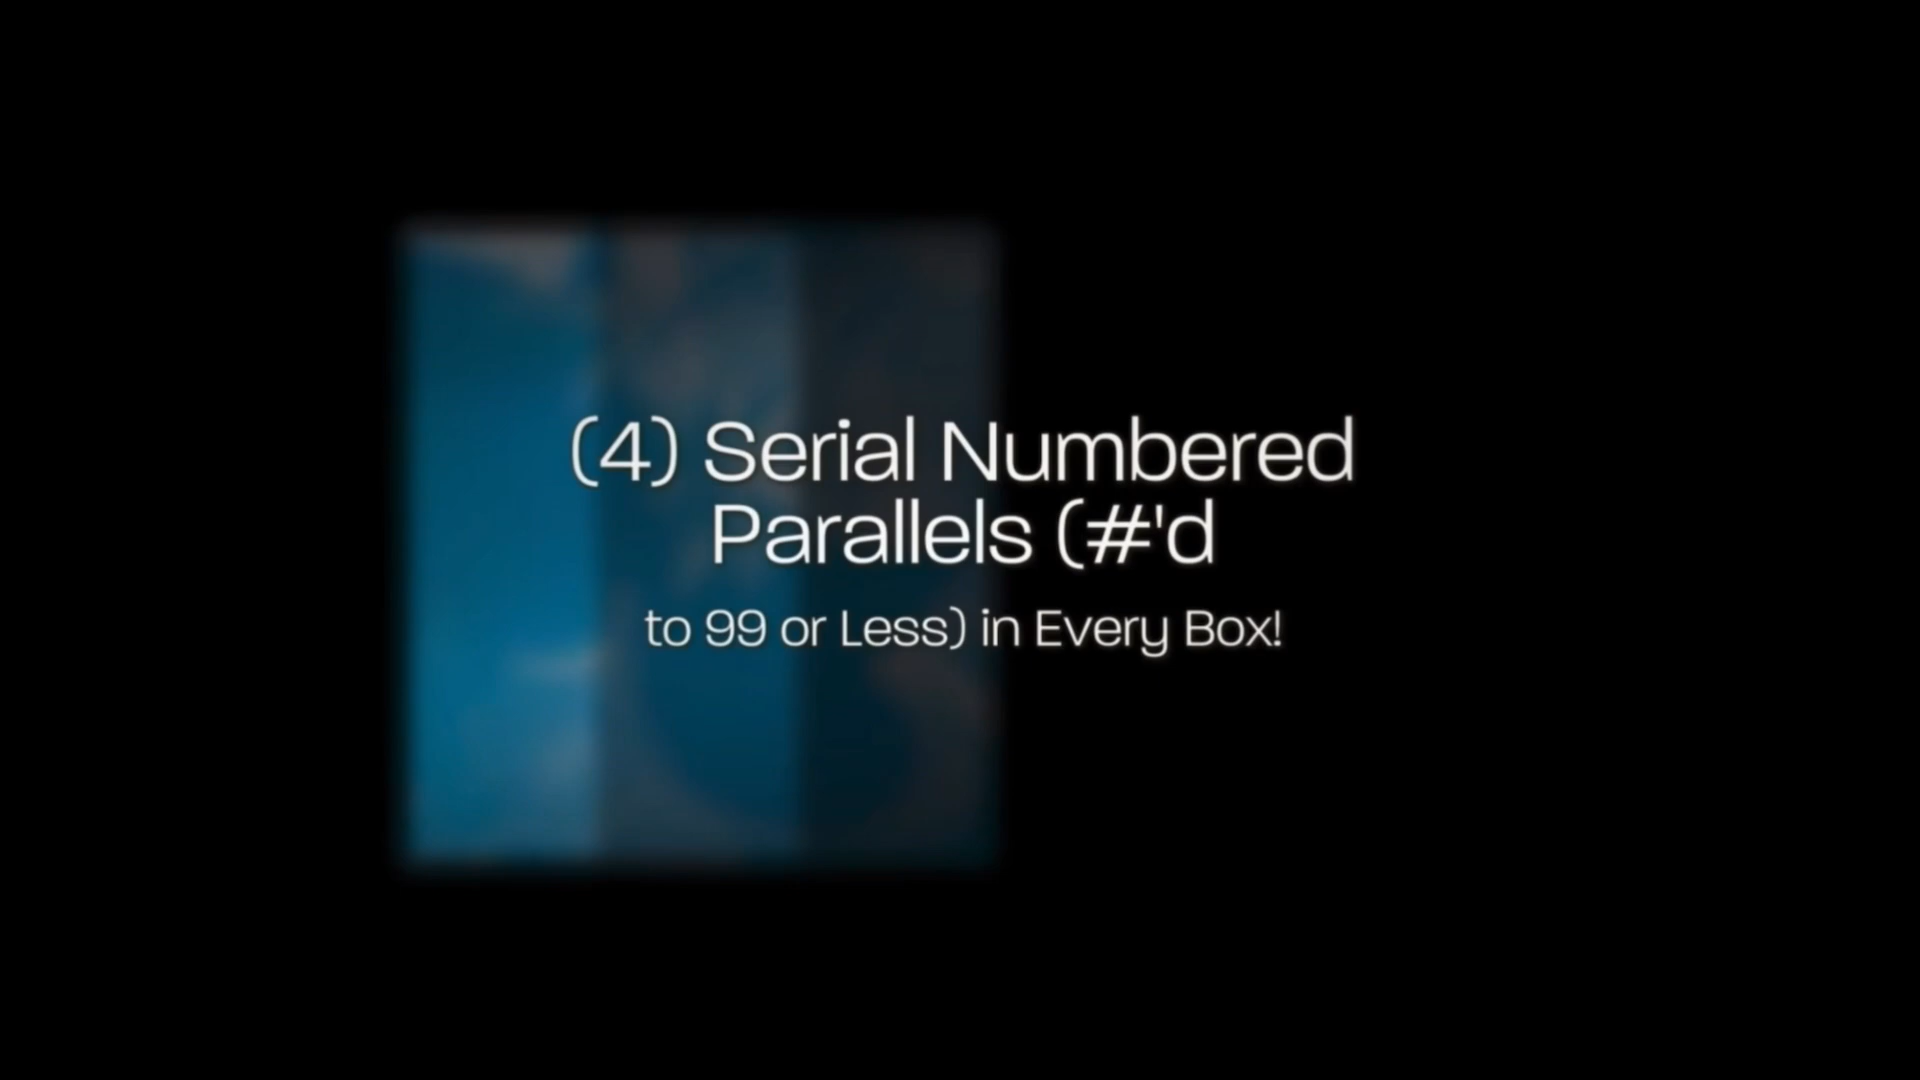 (4) Serial Numbered
Parallels (#'d
to 99 or Less) in Every Box!